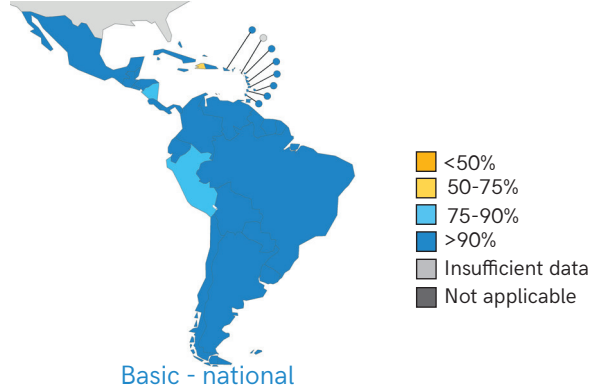 <50%
50-75%
75-90%
>90%
Insufficient data
Not applicable
Basic - national